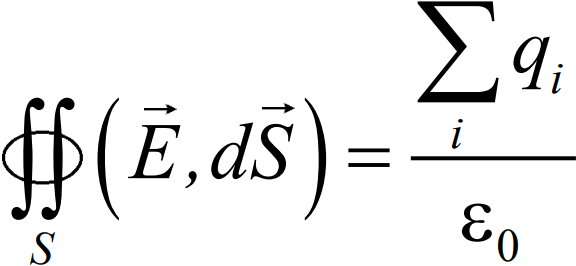 ∯_S (E⃗, dS⃗) = (∑_i q_i) / ε₀